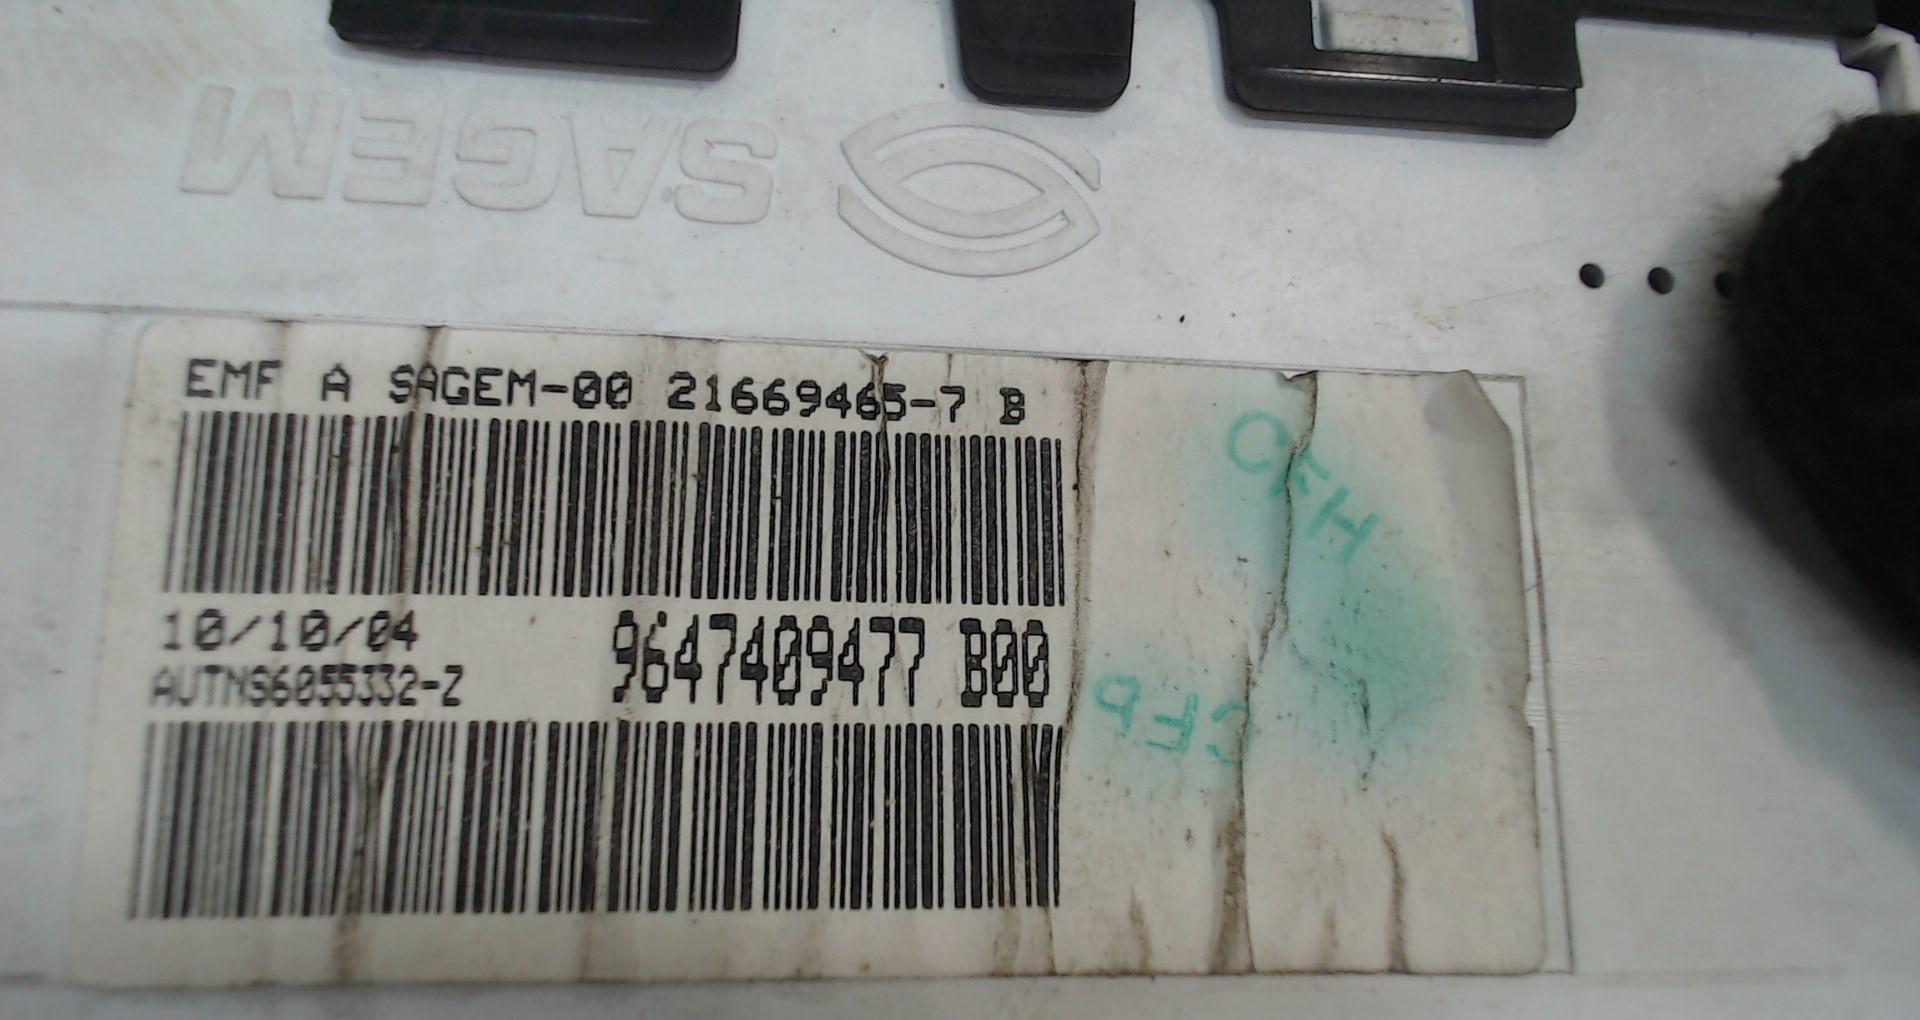 SAGEM
EMF A SAGEM-00 21669465-7 B
10/10/04
9647409477 B00
AUTNS6055332-Z
CFH
CFb